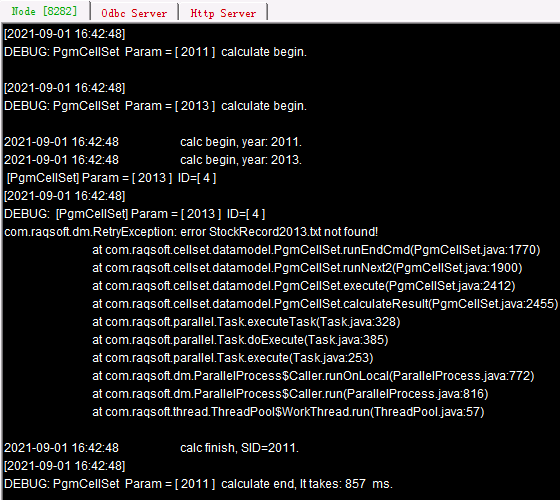 Node [8282] Odbc Server Http Server
[2021-09-01 16:42:48]
DEBUG: PgmCellSet Param = [ 2011 ] calculate begin.
[2021-09-01 16:42:48]
DEBUG: PgmCellSet Param = [ 2013 ] calculate begin.
2021-09-01 16:42:48 calc begin, year: 2011.
2021-09-01 16:42:48 calc begin, year: 2013.
[PgmCellSet] Param = [ 2013 ] ID=[ 4 ]
[2021-09-01 16:42:48]
DEBUG: [PgmCellSet] Param = [ 2013 ] ID=[ 4 ]
com.raqsoft.dm.RetryException: error StockRecord2013.txt not found!
at com.raqsoft.cellset.datamodel.PgmCellSet.runEndCmd(PgmCellSet.java:1770)
at com.raqsoft.cellset.datamodel.PgmCellSet.runNext2(PgmCellSet.java:1900)
at com.raqsoft.cellset.datamodel.PgmCellSet.execute(PgmCellSet.java:2412)
at com.raqsoft.cellset.datamodel.PgmCellSet.calculateResult(PgmCellSet.java:2455)
at com.raqsoft.parallel.Task.executeTask(Task.java:328)
at com.raqsoft.parallel.Task.doExecute(Task.java:385)
at com.raqsoft.parallel.Task.execute(Task.java:253)
at com.raqsoft.dm.ParallelProcess$Caller.runOnLocal(ParallelProcess.java:772)
at com.raqsoft.dm.ParallelProcess$Caller.run(ParallelProcess.java:816)
at com.raqsoft.thread.ThreadPool$WorkThread.run(ThreadPool.java:57)
2021-09-01 16:42:48 calc finish, SID=2011.
[2021-09-01 16:42:48]
DEBUG: PgmCellSet Param = [ 2011 ] calculate end, It takes: 857 ms.